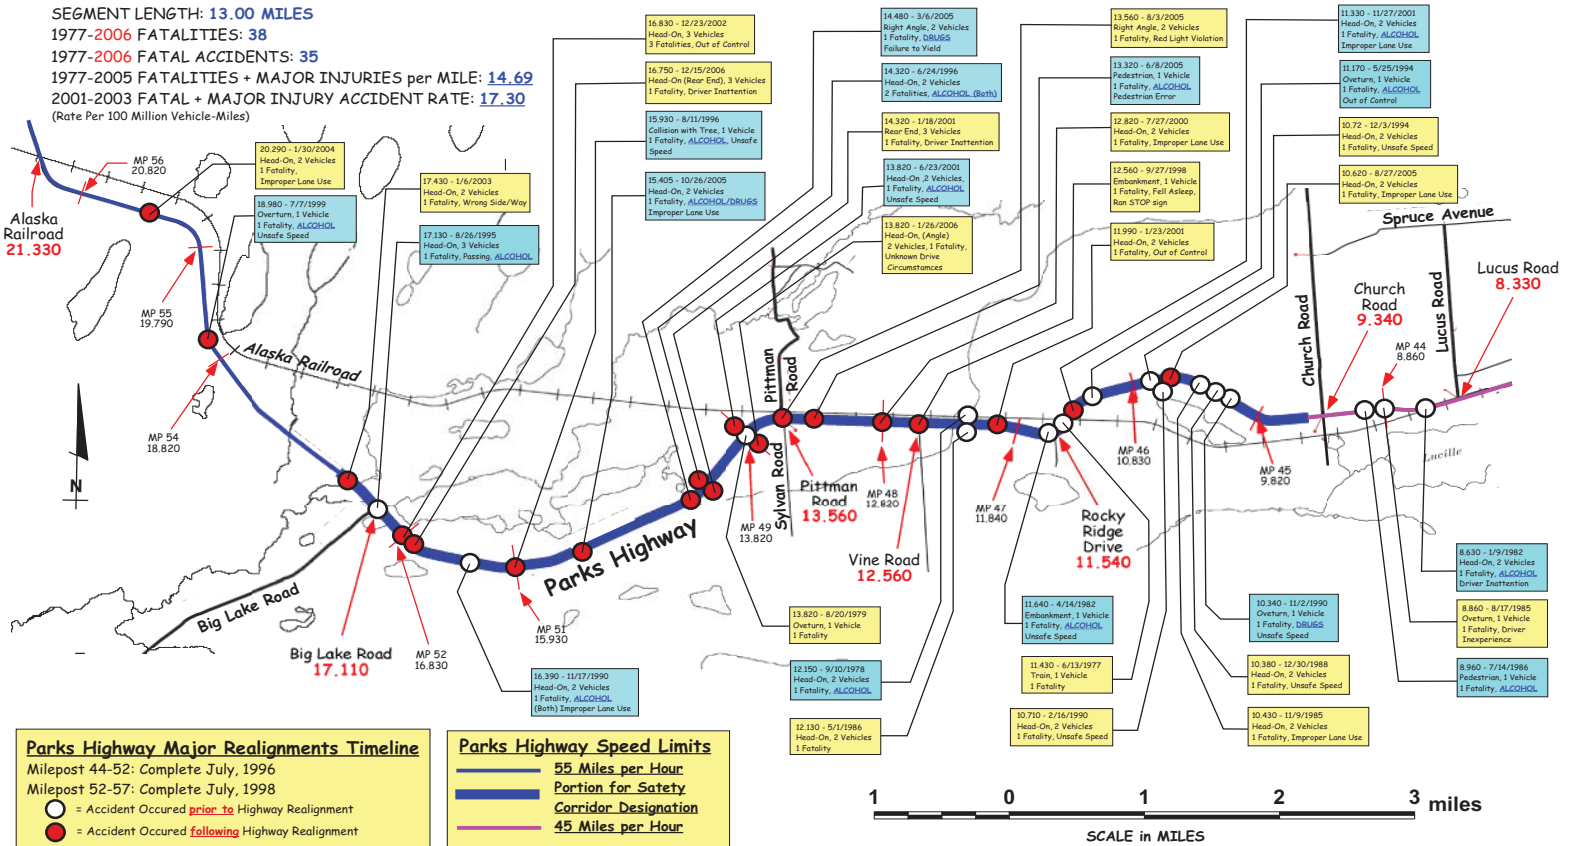 SEGMENT LENGTH: 13.00 MILES
1977-2006 FATALITIES: 38
1977-2006 FATAL ACCIDENTS: 35
1977-2005 FATALITIES + MAJOR INJURIES per MILE: 14.69
2001-2003 FATAL + MAJOR INJURY ACCIDENT RATE: 17.30
(Rate Per 100 Million Vehicle-Miles)
16.830 - 12/23/2002
Head-On, 3 Vehicles
3 Fatalities, Out of Control
16.750 - 12/15/2006
Head-On (Rear End), 3 Vehicles
1 Fatality, Driver Inattention
15.930 - 8/11/1996
Collision with Tree, 1 Vehicle
1 Fatality, ALCOHOL, Unsafe
Speed
15.405 - 10/26/2005
Head-On, 2 Vehicles
1 Fatality, ALCOHOL/DRUGS
Improper Lane Use
14.480 - 3/6/2005
Right Angle, 2 Vehicles
1 Fatality, DRUGS
Failure to Yield
14.320 - 6/24/1996
Head-On, 2 Vehicles
2 Fatalities, ALCOHOL (Both)
14.320 - 1/18/2001
Rear End, 3 Vehicles
1 Fatality, Driver Inattention
13.820 - 6/23/2001
Head-On ,2 Vehicles,
1 Fatality, ALCOHOL
Unsafe Speed
13.820 - 1/26/2006
Head-On, (Angle)
2 Vehicles, 1 Fatality,
Unknown Drive
Circumstamces
13.560 - 8/3/2005
Right Angle, 2 Vehicles
1 Fatality, Red Light Violation
13.320 - 6/8/2005
Pedestrian, 1 Vehicle
1 Fatality, ALCOHOL
Pedestrian Error
12.820 - 7/27/2000
Head-On, 2 Vehicles
1 Fatality, Improper Lane Use
12.560 - 9/27/1998
Embankment, 1 Vehicle
1 Fatality, Fell Asleep,
Ran STOP sign
11.990 - 1/23/2001
Head-On, 2 Vehicles
1 Fatality, Out of Control
11.330 - 11/27/2001
Head-On, 2 Vehicles
1 Fatality, ALCOHOL
Improper Lane Use
11.170 - 5/25/1994
Oveturn, 1 Vehicle
1 Fatality, ALCOHOL
Out of Control
10.72 - 12/3/1994
Head-On, 2 Vehicles
1 Fatality, Unsafe Speed
10.620 - 8/27/2005
Head-On, 2 Vehicles
1 Fatality, Improper Lane Use
20.290 - 1/30/2004
Head-On, 2 Vehicles
1 Fatality,
Improper Lane Use
18.980 - 7/7/1999
Overturn, 1 Vehicle
1 Fatality, ALCOHOL
Unsafe Speed
17.430 - 1/6/2003
Head-On, 2 Vehicles
1 Fatality, Wrong Side/Way
17.130 - 8/26/1995
Head-On, 3 Vehicles
1 Fatality, Passing, ALCOHOL
MP 56
20.820
Alaska
Railroad
21.330
MP 55
19.790
MP 54
18.820
Alaska Railroad
N
Big Lake Road
Big Lake Road
17.110
MP 52
16.830
MP 51
15.930
Parks Highway
MP 49
13.820
Sylvan Road
Pittman
Road
Pittman
Road
13.560
MP 48
12.820
Vine Road
12.560
MP 47
11.840
Rocky
Ridge
Drive
11.540
MP 46
10.830
MP 45
9.820
Church Road
Church
Road
9.340
MP 44
8.860
Lucus Road
Lucus Road
8.330
Spruce Avenue
Lucille
16.390 - 11/17/1990
Head-On, 2 Vehicles
1 Fatality, ALCOHOL
(Both) Improper Lane Use
13.820 - 8/20/1979
Oveturn, 1 Vehicle
1 Fatality
12.150 - 9/10/1978
Head-On, 2 Vehicles
1 Fatality, ALCOHOL
12.130 - 5/1/1986
Head-On, 2 Vehicles
1 Fatality
11.640 - 4/14/1982
Embankment, 1 Vehicle
1 Fatality, ALCOHOL
Unsafe Speed
11.430 - 6/13/1977
Train, 1 Vehicle
1 Fatality
10.710 - 2/16/1990
Head-On, 2 Vehicles
1 Fatality, Unsafe Speed
10.340 - 11/2/1990
Oveturn, 1 Vehicle
1 Fatality, DRUGS
Unsafe Speed
10.380 - 12/30/1988
Head-On, 2 Vehicles
1 Fatality, Unsafe Speed
10.430 - 11/9/1985
Head-On, 2 Vehicles
1 Fatality, Improper Lane Use
8.630 - 1/9/1982
Head-On, 2 Vehicles
1 Fatality, ALCOHOL
Driver Inattention
8.860 - 8/17/1985
Oveturn, 1 Vehicle
1 Fatality, Driver
Inexperience
8.960 - 7/14/1986
Pedestrian, 1 Vehicle
1 Fatality, ALCOHOL
Parks Highway Major Realignments Timeline
Milepost 44-52: Complete July, 1996
Milepost 52-57: Complete July, 1998
= Accident Occured prior to Highway Realignment
= Accident Occured following Highway Realignment
Parks Highway Speed Limits
55 Miles per Hour
Portion for Satety
Corridor Designation
45 Miles per Hour
1 0 1 2 3 miles
SCALE in MILES